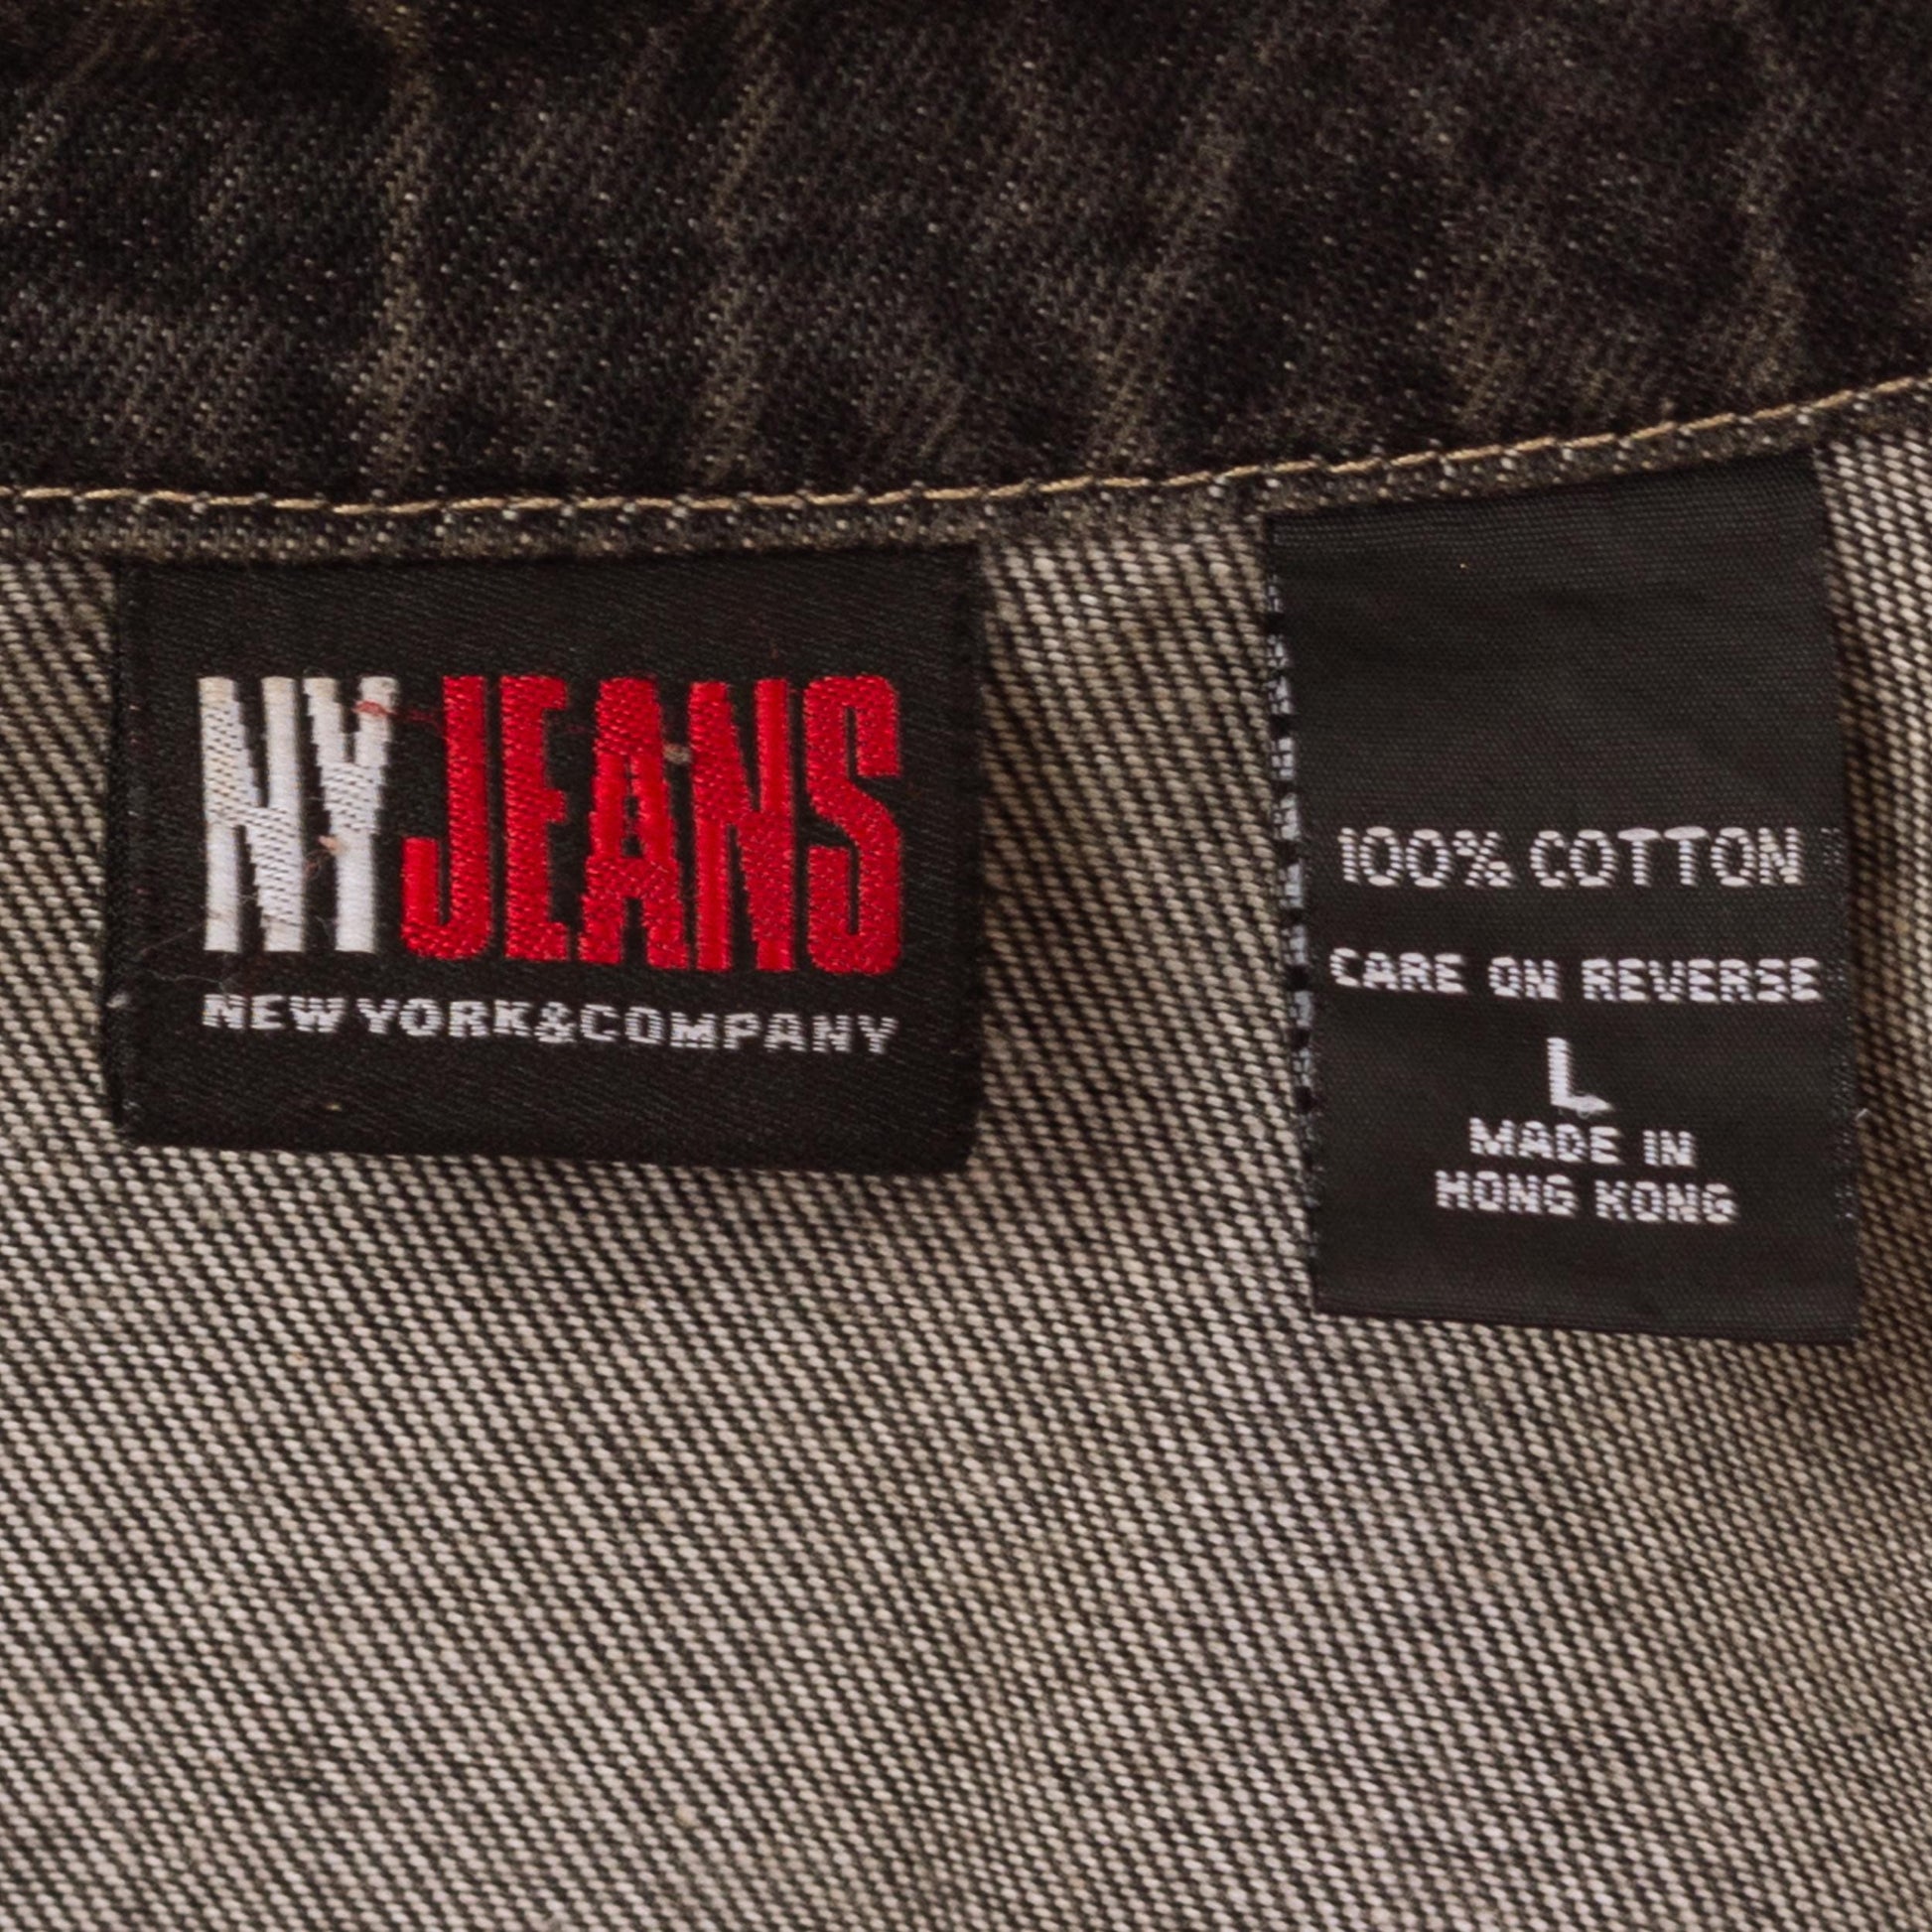 NYJEANS
NEW YORK&COMPANY
100% COTTON
CARE ON REVERSE
L
MADE IN
HONG KONG